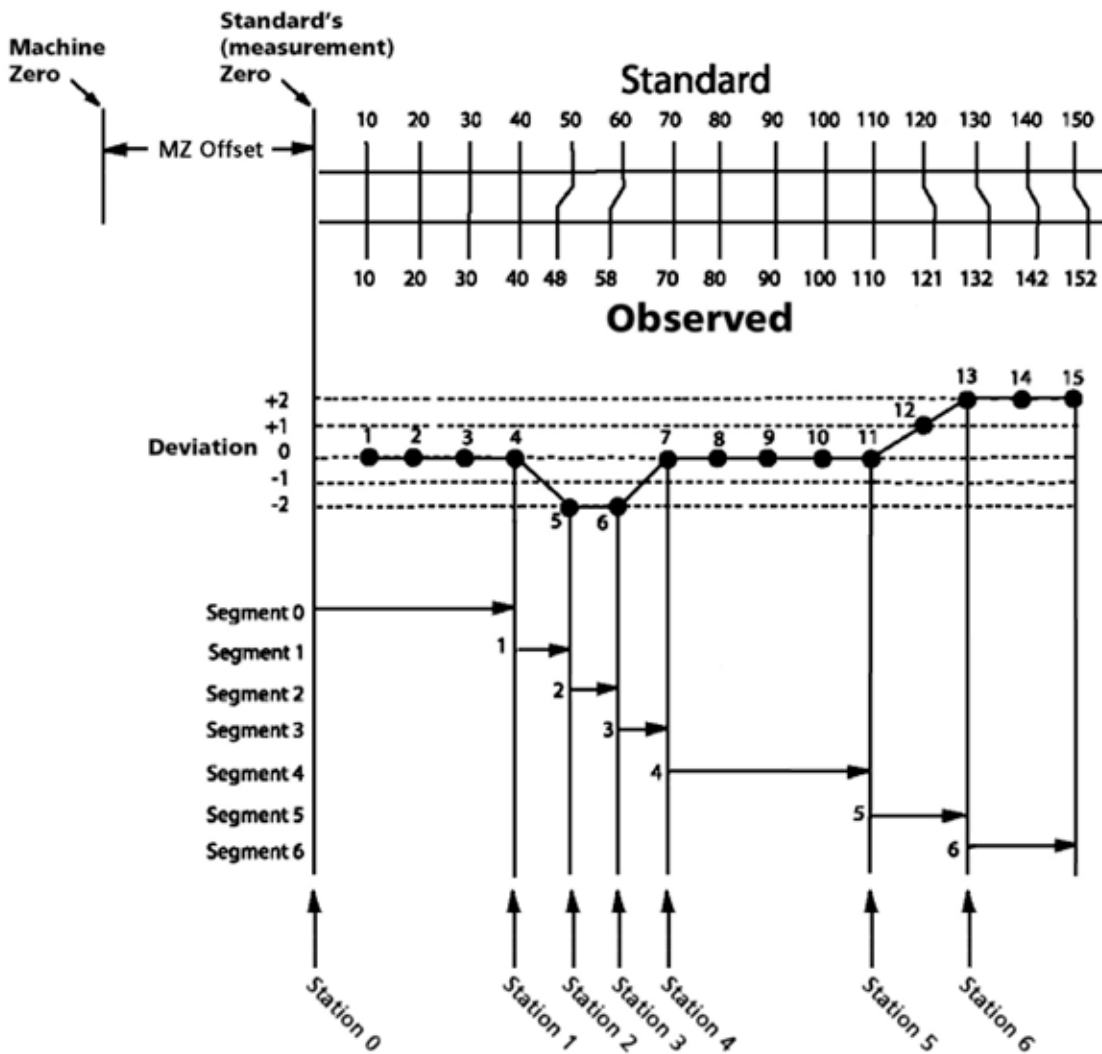 Standard's
(measurement)
Zero
Machine
Zero
Standard
10 20 30 40 50 60 70 80 90 100 110 120 130 140 150
MZ Offset
10 20 30 40 48 58 70 80 90 100 110 121 132 142 152
Observed
13 14 15
+2
12
+1
Deviation 0 1 2 3 4 7 8 9 10 11
-1
-2
5 6
Segment 0
Segment 1 1
Segment 2 2
Segment 3 3
Segment 4 4
Segment 5 5
Segment 6 6
Station 0
Station 1
Station 2
Station 3
Station 4
Station 5
Station 6